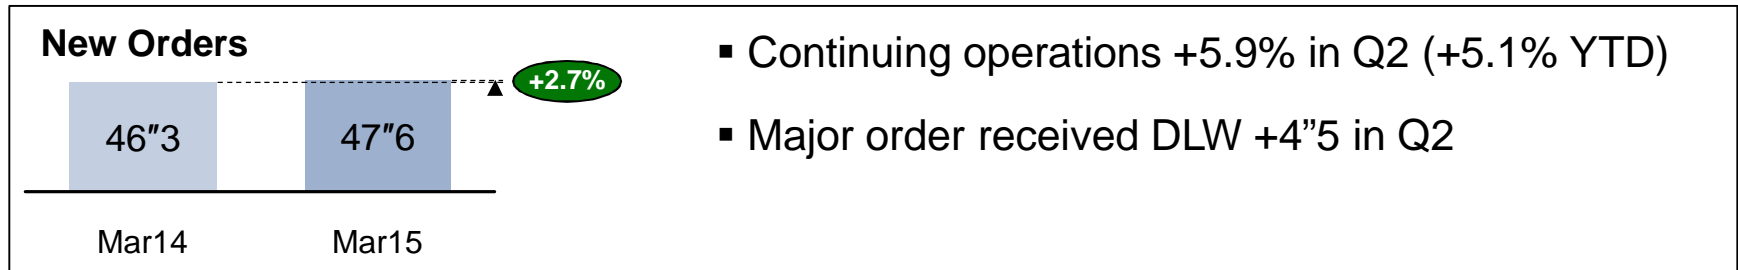 New Orders
+2.7%
46″3
47″6
Mar14
Mar15
▪ Continuing operations +5.9% in Q2 (+5.1% YTD)
▪ Major order received DLW +4”5 in Q2